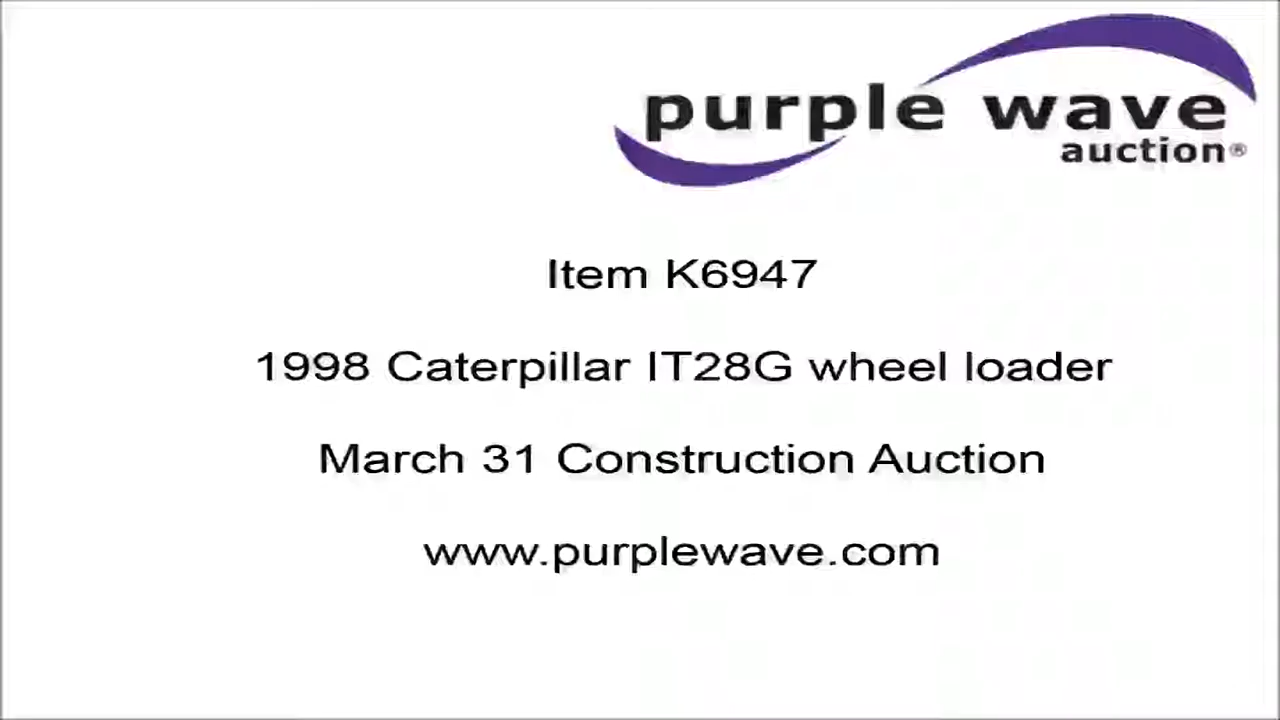 purple wave
auction®
Item K6947
1998 Caterpillar IT28G wheel loader
March 31 Construction Auction
www.purplewave.com